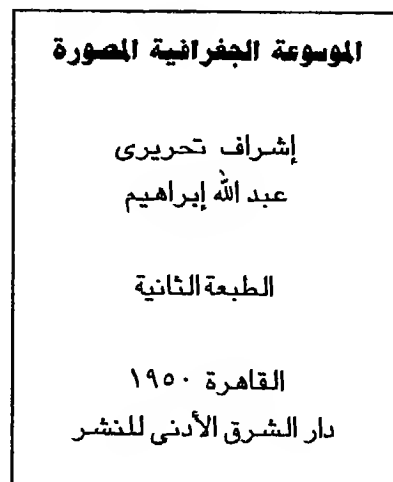 الموسوعة الجغرافية المصورة
إشراف تحريرى
عبد الله إبراهيم
الطبعة الثانية
القاهرة ١٩٥٠
دار الشرق الأدنى للنشر